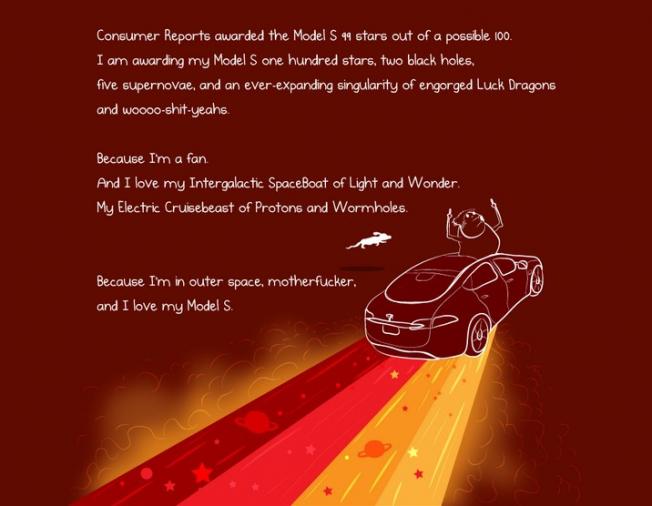 Consumer Reports awarded the Model S 99 stars out of a possible 100.
I am awarding my Model S one hundred stars, two black holes,
five supernovae, and an ever-expanding singularity of engorged Luck Dragons
and woooo-shit-yeahs.
Because I'm a fan.
And I love my Intergalactic SpaceBoat of Light and Wonder.
My Electric Cruisebeast of Protons and Wormholes.
Because I'm in outer space, motherfucker,
and I love my Model S.